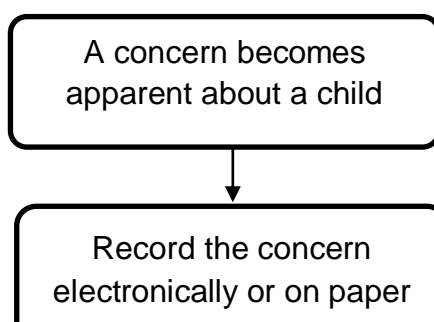 A concern becomes
apparent about a child
Record the concern
electronically or on paper